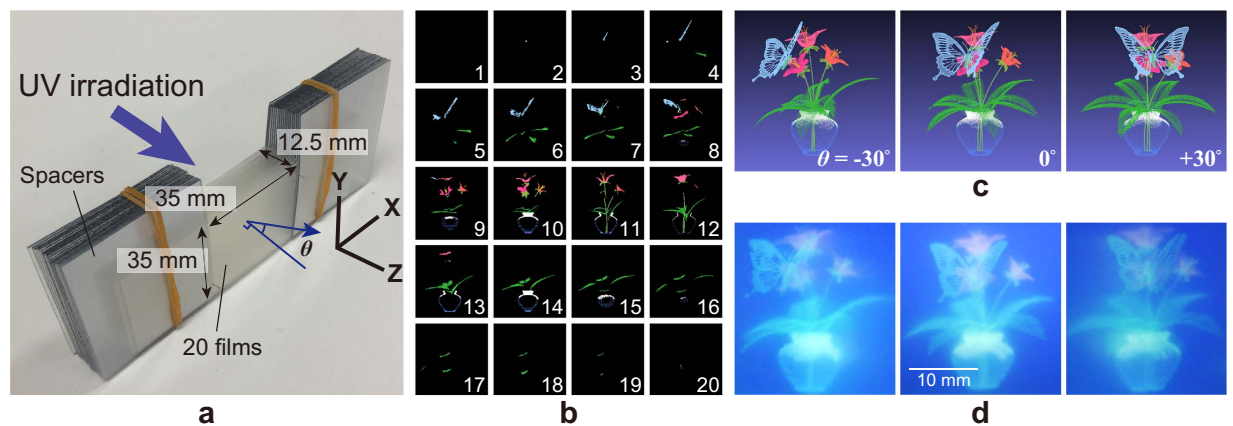 UV irradiation
12.5 mm
Spacers
35 mm
35 mm
Y
X
Z
θ
20 films
a
1 2 3 4
5 6 7 8
9 10 11 12
13 14 15 16
17 18 19 20
b
θ = -30° 0° +30°
c
10 mm
d